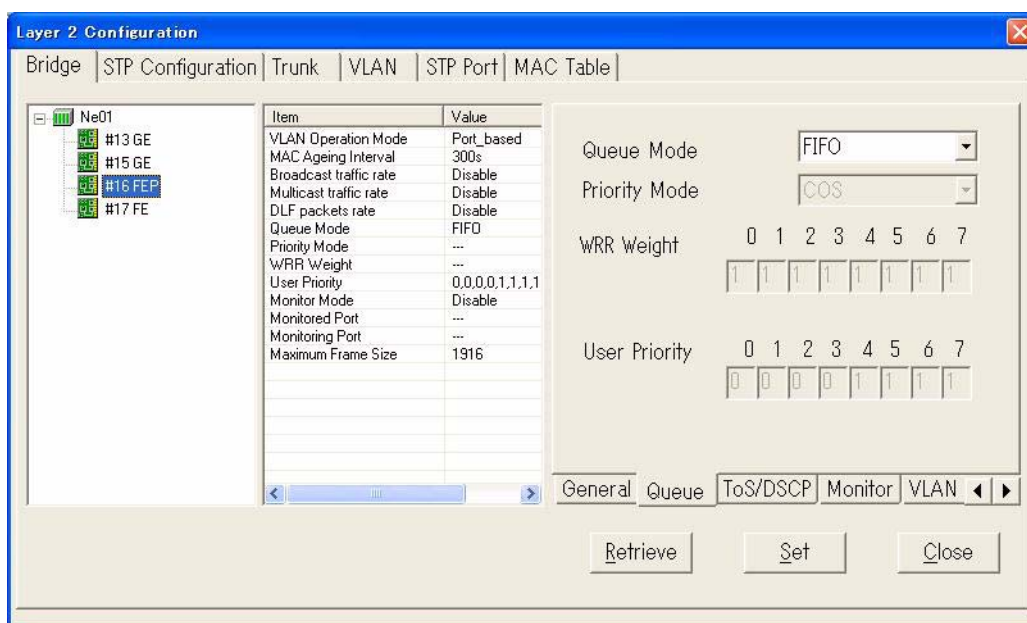 Layer 2 Configuration
Bridge STP Configuration Trunk VLAN STP Port MAC Table
Ne01
#13 GE
#15 GE
#16 FEP
#17 FE
Item Value
VLAN Operation Mode Port_based
MAC Ageing Interval 300s
Broadcast traffic rate Disable
Multicast traffic rate Disable
DLF packets rate Disable
Queue Mode FIFO
Priority Mode ---
WRR Weight ---
User Priority 0,0,0,0,1,1,1,1
Monitor Mode Disable
Monitored Port ---
Monitoring Port ---
Maximum Frame Size 1916
Queue Mode FIFO
Priority Mode COS
WRR Weight 0 1 2 3 4 5 6 7
1 1 1 1 1 1 1 1
User Priority 0 1 2 3 4 5 6 7
0 0 0 0 1 1 1 1
General Queue ToS/DSCP Monitor VLAN
Retrieve Set Close